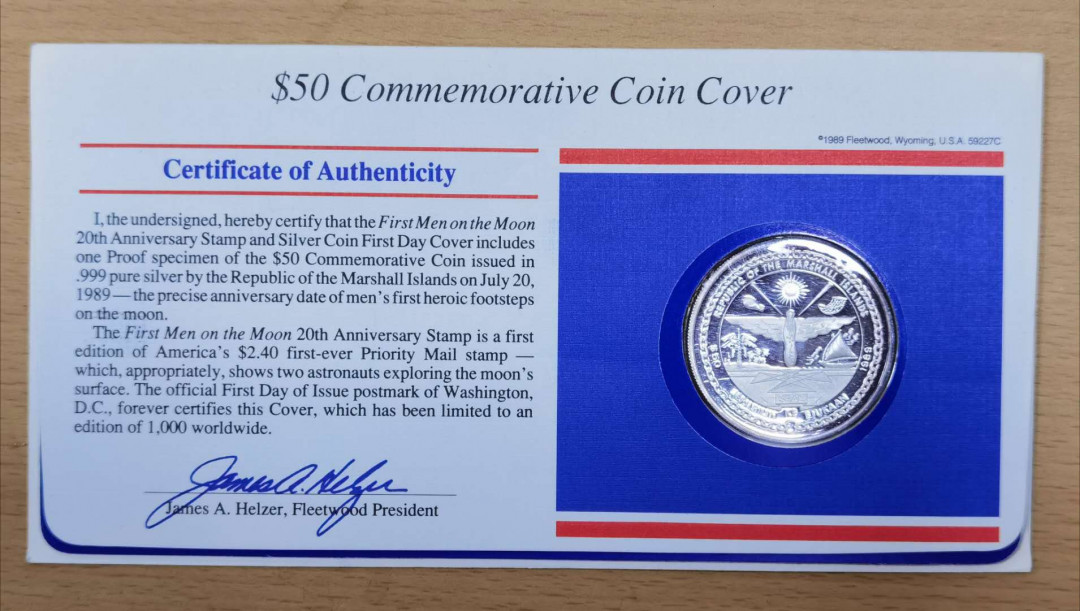 $50 Commemorative Coin Cover
©1989 Fleetwood, Wyoming, U.S.A. 59227C
Certificate of Authenticity
I, the undersigned, hereby certify that the First Men on the Moon
20th Anniversary Stamp and Silver Coin First Day Cover includes
one Proof specimen of the $50 Commemorative Coin issued in
.999 pure silver by the Republic of the Marshall Islands on July 20,
1989 — the precise anniversary date of men's first heroic footsteps
on the moon.
The First Men on the Moon 20th Anniversary Stamp is a first
edition of America's $2.40 first-ever Priority Mail stamp —
which, appropriately, shows two astronauts exploring the moon's
surface. The official First Day of Issue postmark of Washington,
D.C., forever certifies this Cover, which has been limited to an
edition of 1,000 worldwide.
James A. Helzer
James A. Helzer, Fleetwood President
REPUBLIC OF THE MARSHALL ISLANDS
1989